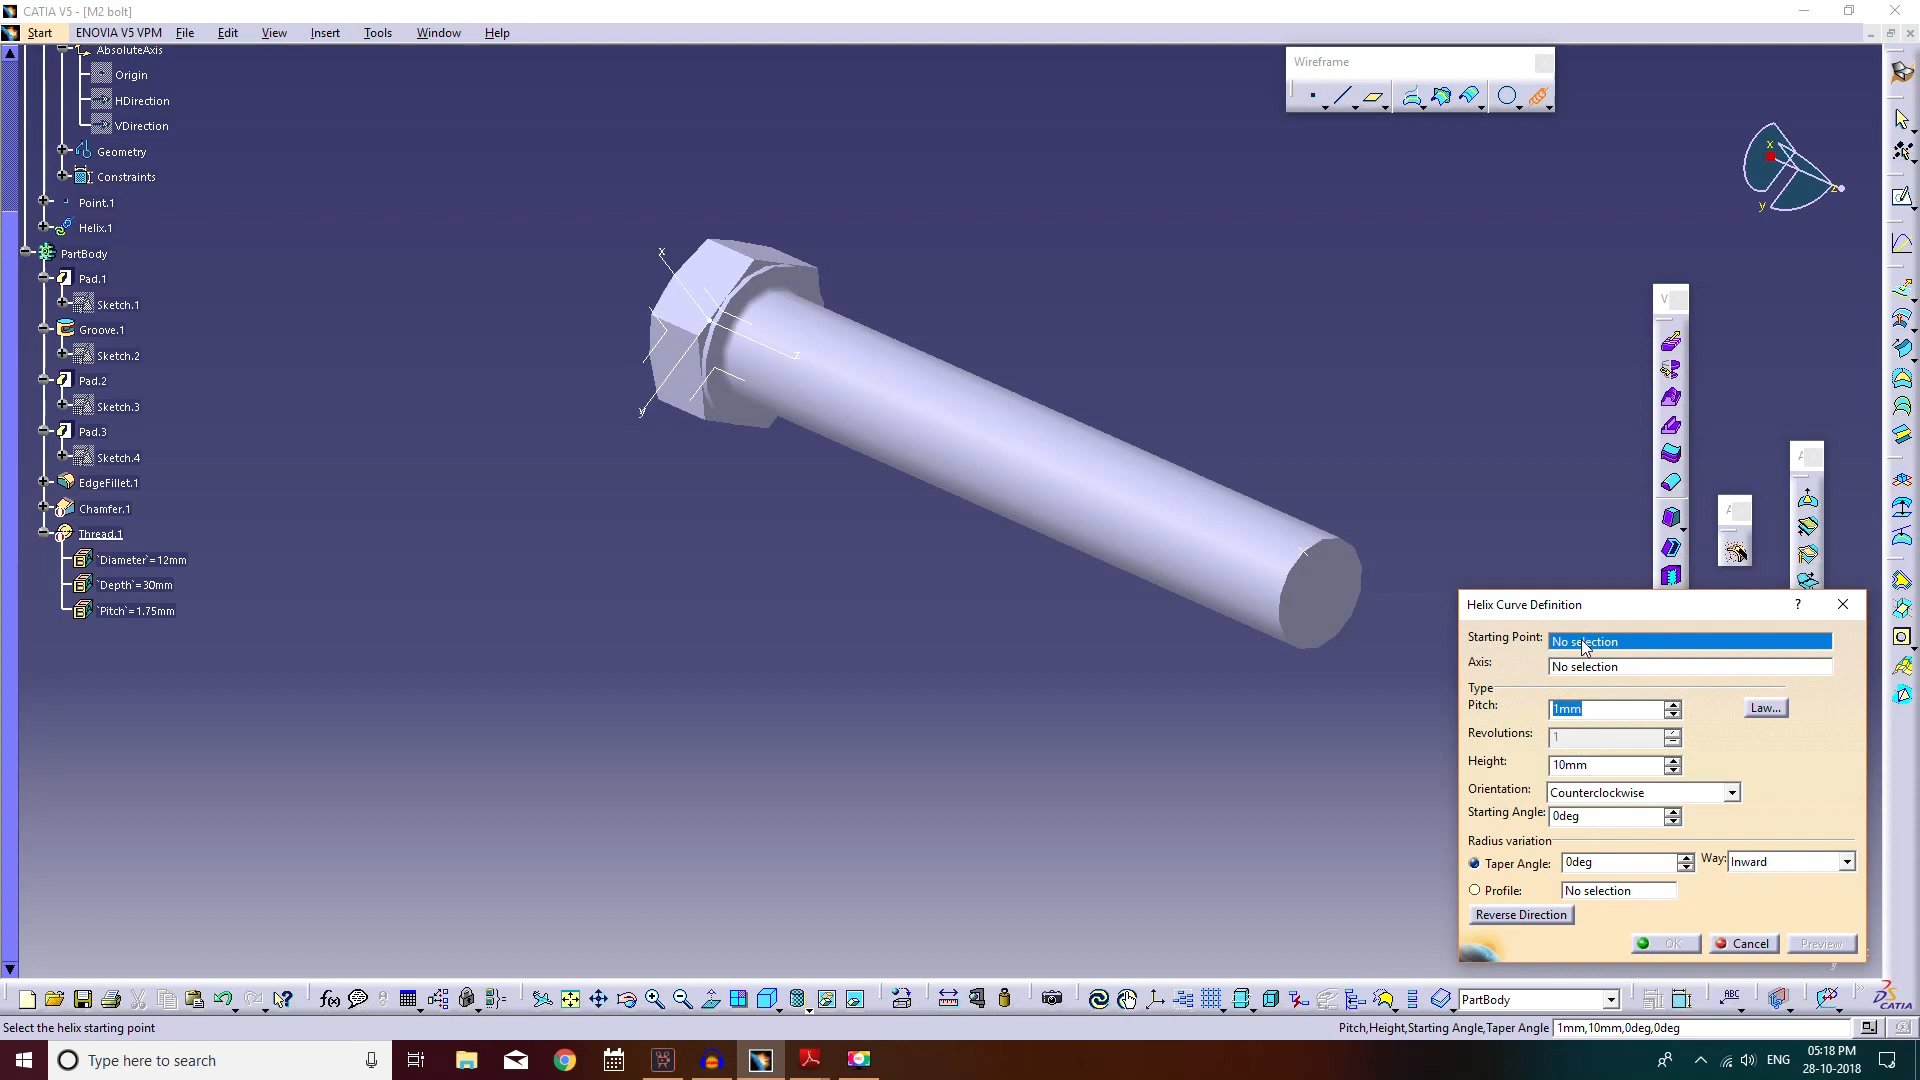 CATIA V5 - [M2 bolt]
Start ENOVIA V5 VPM File Edit View Insert Tools Window Help
AbsoluteAxis
Origin
HDirection
VDirection
Geometry
Constraints
Point.1
Helix.1
PartBody
Pad.1
Sketch.1
Groove.1
Sketch.2
Pad.2
Sketch.3
Pad.3
Sketch.4
EdgeFillet.1
Chamfer.1
Thread.1
`Diameter`=12mm
`Depth`=30mm
`Pitch`=1.75mm
Wireframe
x
z
y
x
z
y
V
A
A
Helix Curve Definition ?
Starting Point: No selection
Axis: No selection
Type
Pitch: 1mm Law...
Revolutions: 1
Height: 10mm
Orientation: Counterclockwise
Starting Angle: 0deg
Radius variation
Taper Angle: 0deg Way: Inward
Profile: No selection
Reverse Direction
OK Cancel Preview
f(x) PartBody ABC
CATIA
Select the helix starting point
Pitch,Height,Starting Angle,Taper Angle 1mm,10mm,0deg,0deg
Type here to search
ENG
05:18 PM
28-10-2018